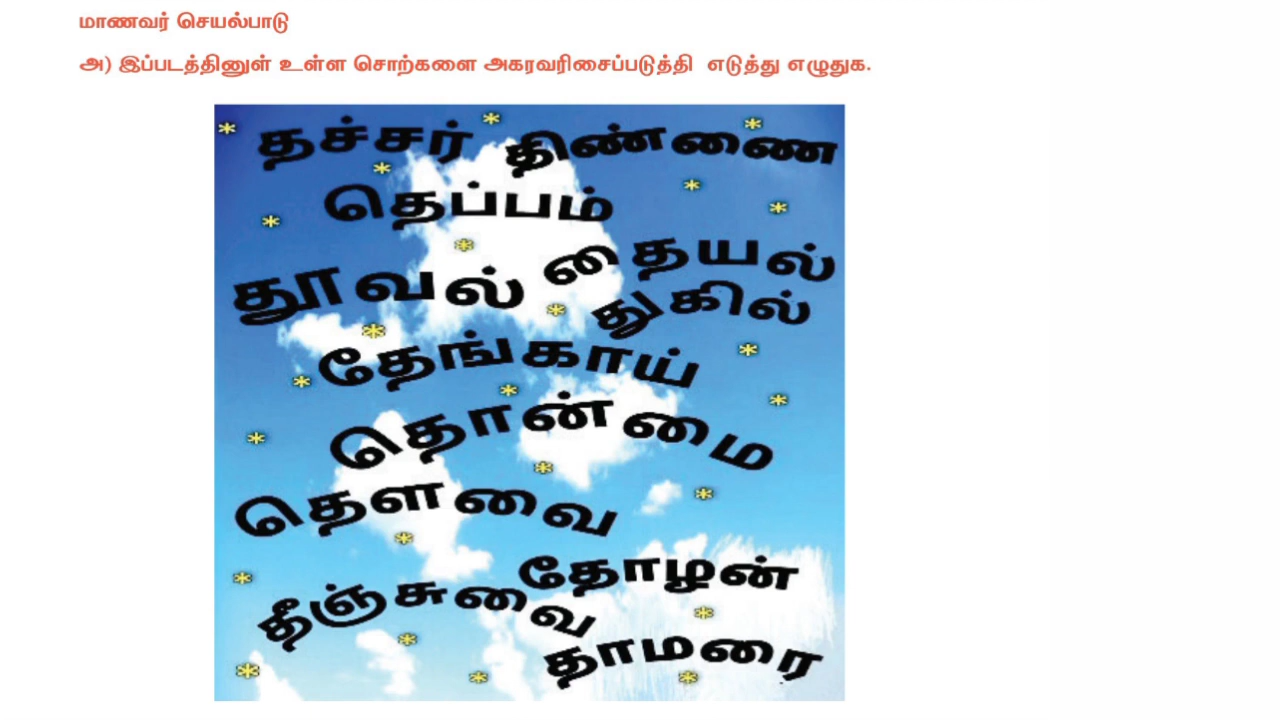 மாணவர் செயல்பாடு
அ) இப்படத்தினுள் உள்ள சொற்களை அகரவரிசைப்படுத்தி எடுத்து எழுதுக.
தச்சர் திண்ணை
தெப்பம்
தூவல் தையல்
துகில்
தேங்காய்
தொன்மை
தௌவை
தோழன்
தீஞ்சுவை
தாமரை